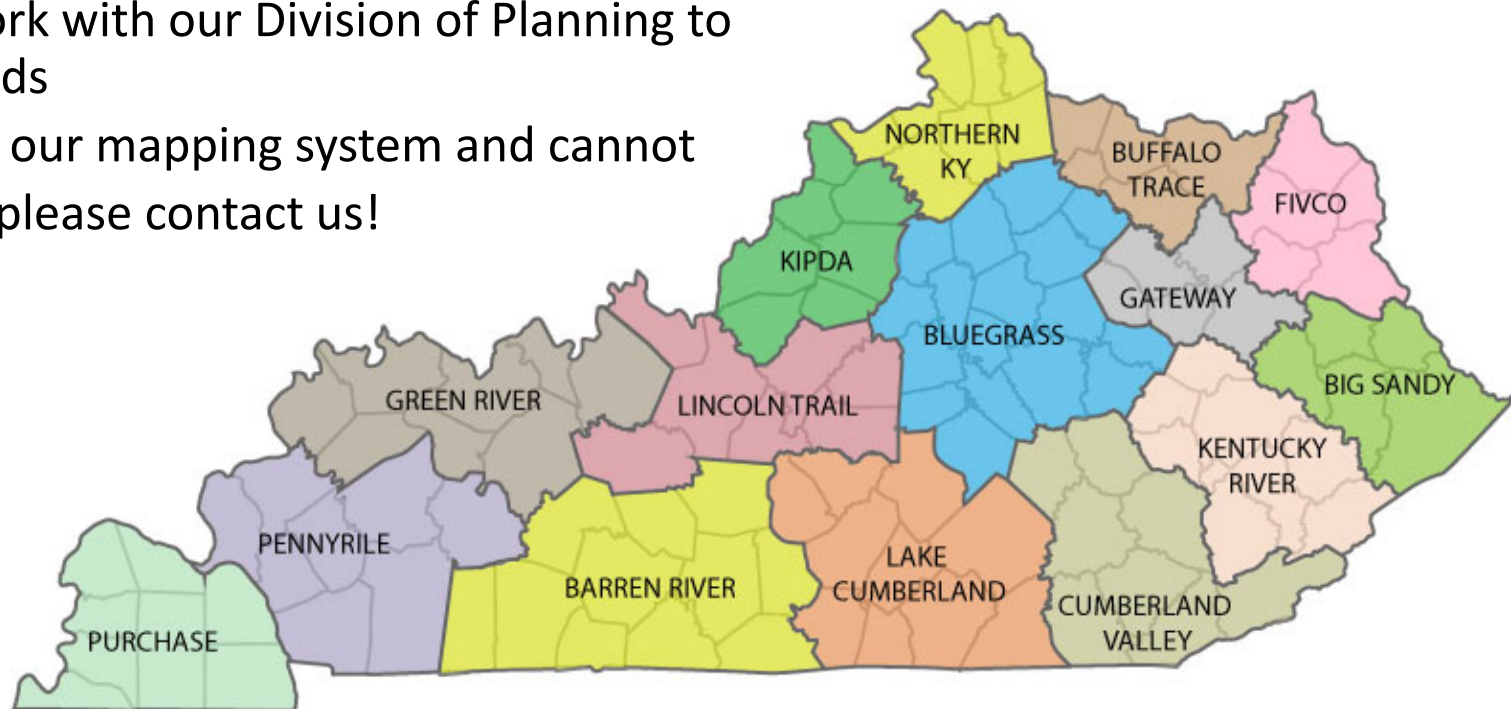 ork with our Division of Planning to
ds
our mapping system and cannot
please contact us!
NORTHERN
KY
BUFFALO
TRACE
FIVCO
KIPDA
GATEWAY
BLUEGRASS
BIG SANDY
GREEN RIVER
LINCOLN TRAIL
KENTUCKY
RIVER
PENNYRILE
LAKE
CUMBERLAND
BARREN RIVER
CUMBERLAND
VALLEY
PURCHASE